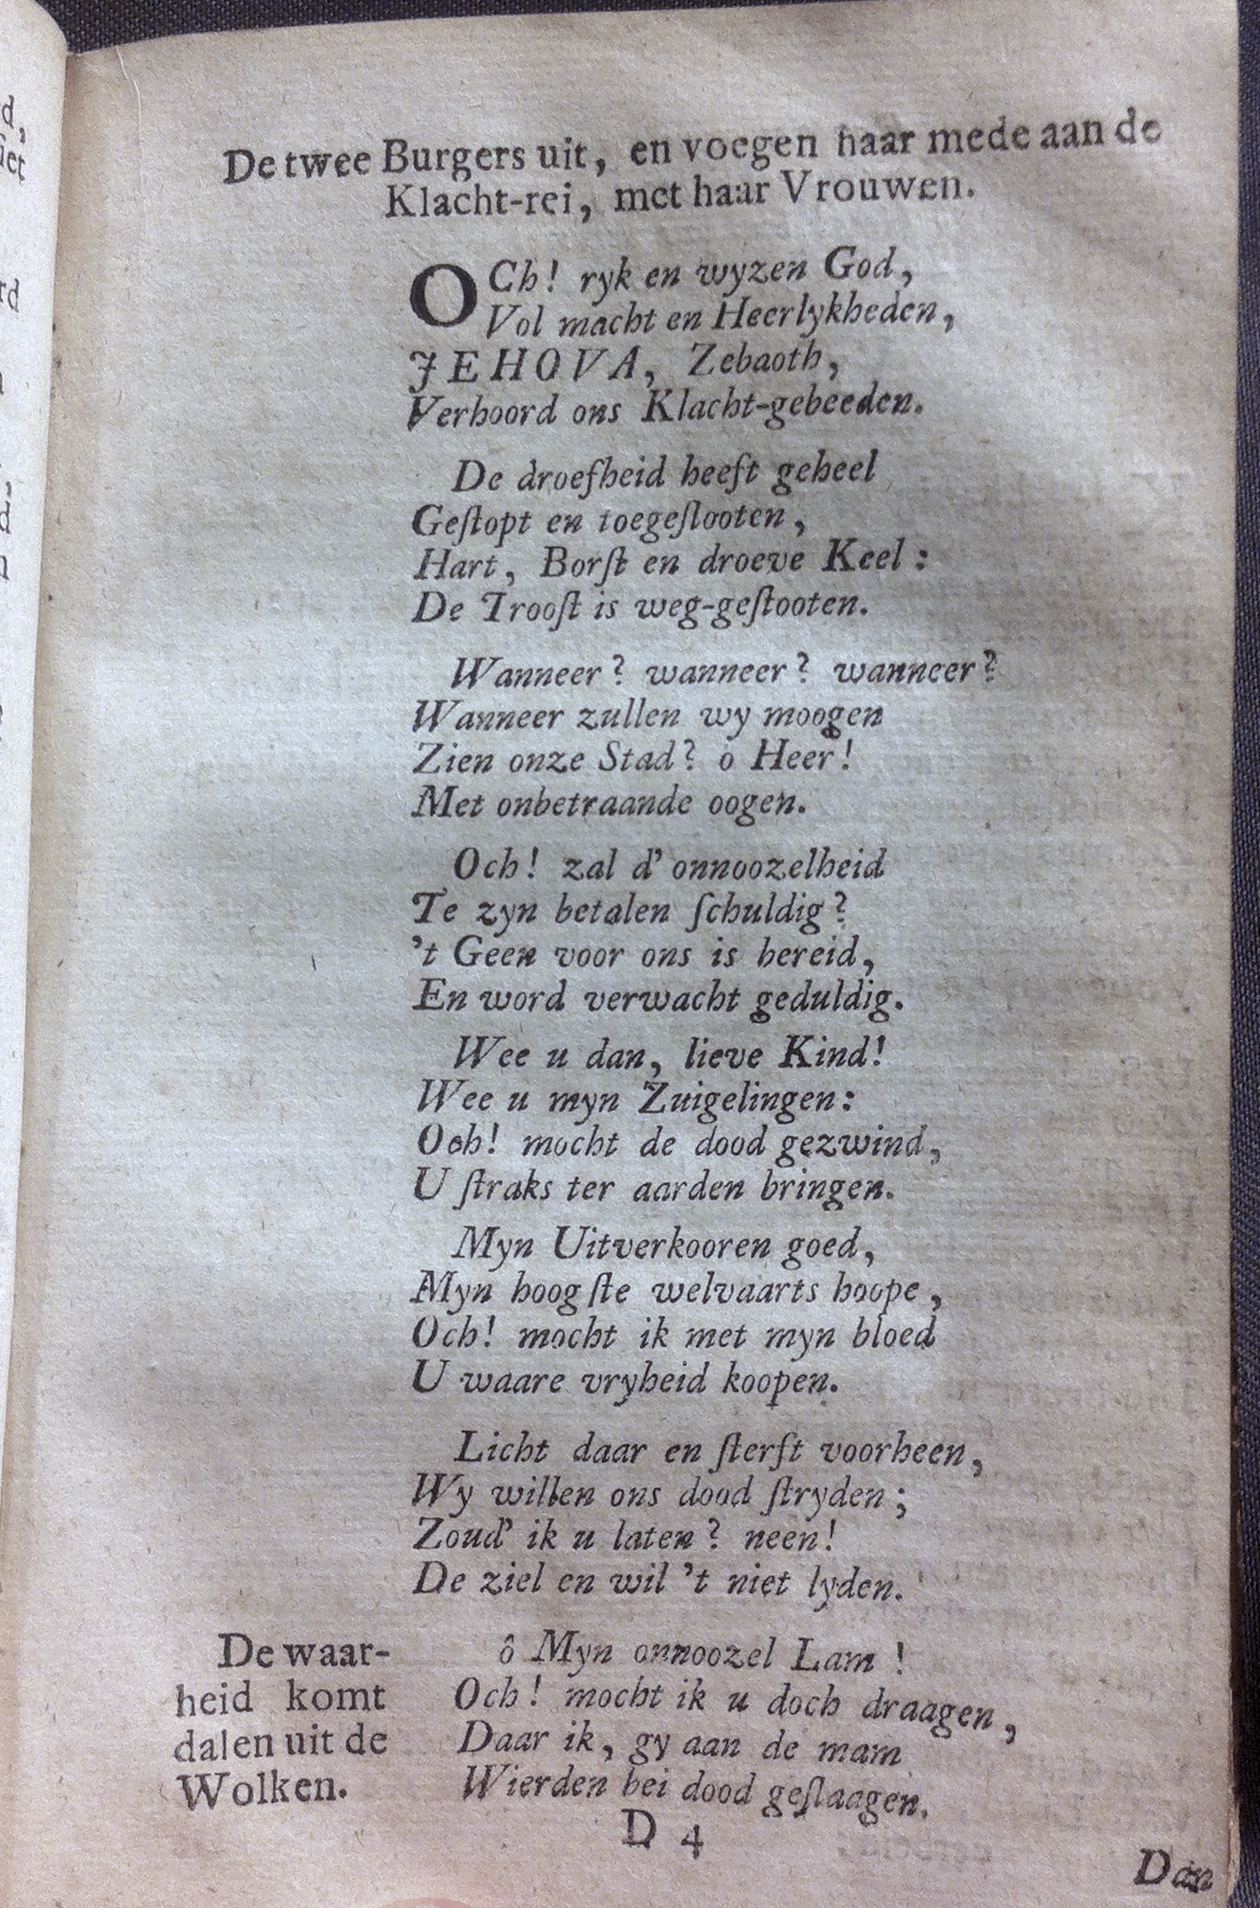 De twee Burgers uit, en voegen haar mede aan de
Klacht-rei, met haar Vrouwen.
OCh! ryk en wyzen God,
Vol macht en Heerlykheden,
JEHOVA, Zebaoth,
Verhoord ons Klacht-gebeeden.
De droefheid heeft geheel
Geſtopt en toegeſlooten,
Hart, Borſt en droeve Keel:
De Trooſt is weg-geſtooten.
Wanneer? wanneer? wanneer?
Wanneer zullen wy moogen
Zien onze Stad? o Heer!
Met onbetraande oogen.
Och! zal d' onnoozelheid
Te zyn betalen ſchuldig?
't Geen voor ons is bereid,
En word verwacht geduldig.
Wee u dan, lieve Kind!
Wee u myn Zuigelingen:
Och! mocht de dood gezwind,
U ſtraks ter aarden bringen.
Myn Uitverkooren goed,
Myn hoogſte welvaarts hoope,
Och! mocht ik met myn bloed
U waare vryheid koopen.
Licht daar en ſterft voorheen,
Wy willen ons dood ſtryden;
Zoud' ik u laten? neen!
De ziel en wil 't niet lyden.
De waar-
heid komt
dalen uit de
Wolken.
ô Myn onnoozel Lam!
Och! mocht ik u doch draagen,
Daar ik, gy aan de mam
Wierden bei dood geſlaagen.
D 4
Dan